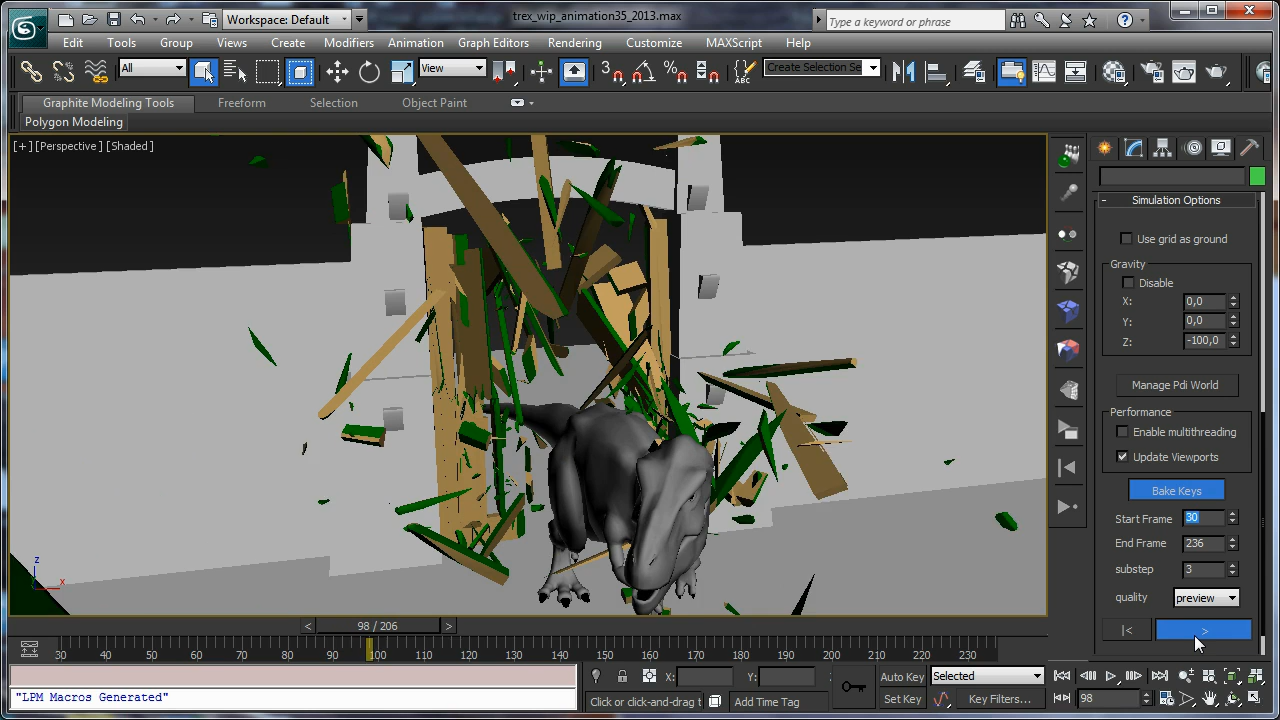 Workspace: Default
trex_wip_animation35_2013.max
Type a keyword or phrase
Edit Tools Group Views Create Modifiers Animation Graph Editors Rendering Customize MAXScript Help
All
View
3
%
ABC
Create Selection Se
Graphite Modeling Tools Freeform Selection Object Paint
Polygon Modeling
[+] [Perspective] [Shaded]
Simulation Options
Use grid as ground
Gravity
Disable
X: 0,0
Y: 0,0
Z: -100,0
Manage Pdi World
Performance
Enable multithreading
Update Viewports
Bake Keys
Start Frame 30
End Frame 236
substep 3
quality preview
|< >
z
x
< 98 / 206 >
30 40 50 60 70 80 90 100 110 120 130 140 150 160 170 180 190 200 210 220 230
"LPM Macros Generated"
X: Y:
Click or click-and-drag t
Add Time Tag
Auto Key Selected
Set Key Key Filters...
98